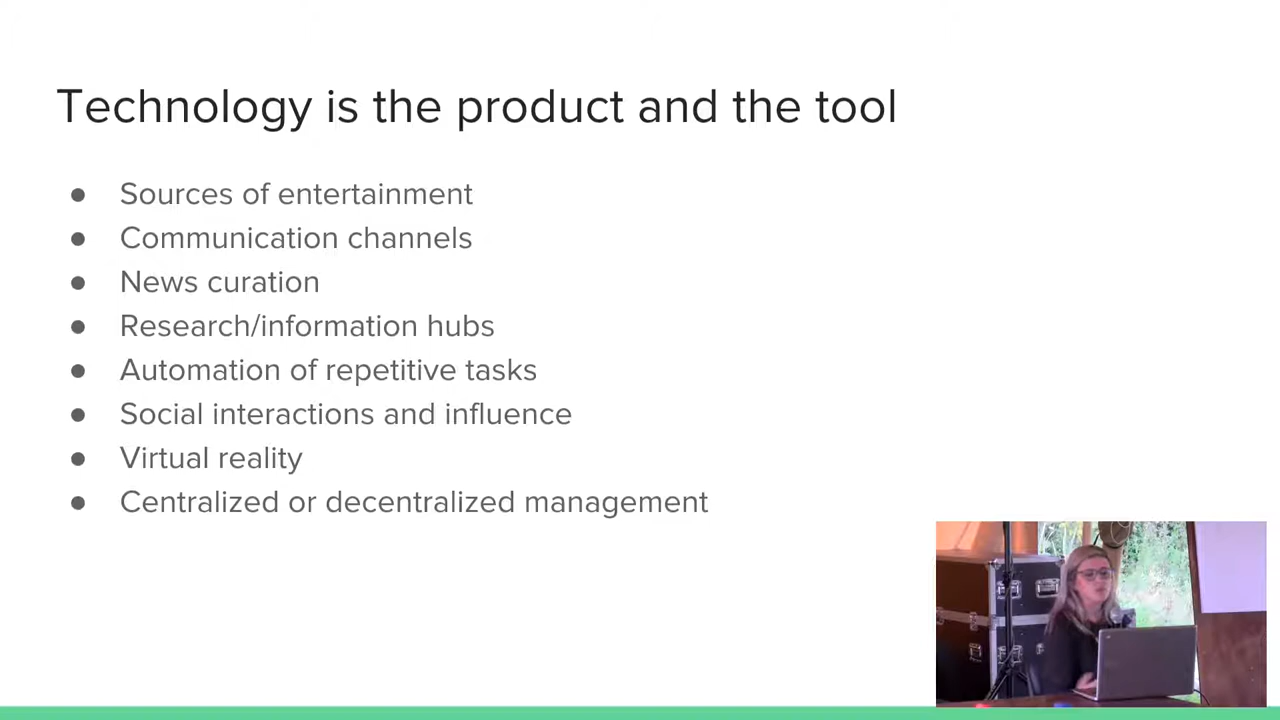 Technology is the product and the tool
● Sources of entertainment
● Communication channels
● News curation
● Research/information hubs
● Automation of repetitive tasks
● Social interactions and influence
● Virtual reality
● Centralized or decentralized management